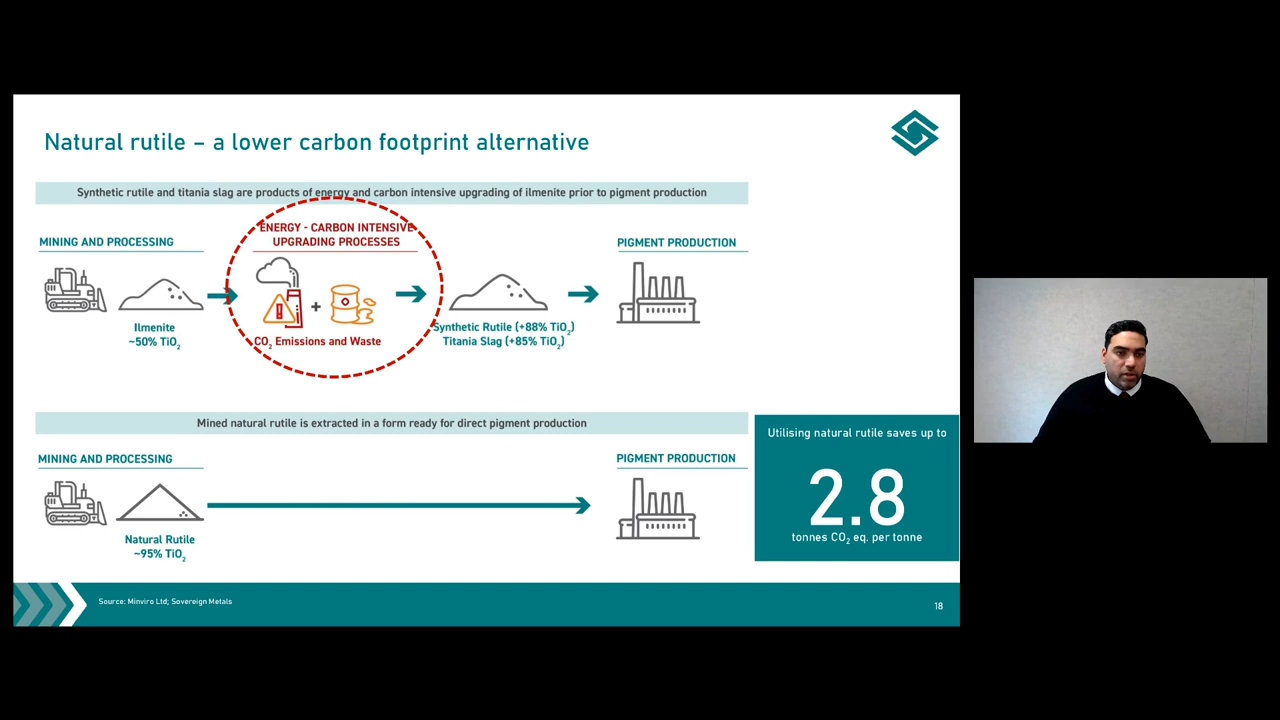 Natural rutile – a lower carbon footprint alternative
Synthetic rutile and titania slag are products of energy and carbon intensive upgrading of ilmenite prior to pigment production
MINING AND PROCESSING
ENERGY - CARBON INTENSIVE
UPGRADING PROCESSES
PIGMENT PRODUCTION
+
Ilmenite
~50% TiO₂
CO₂ Emissions and Waste
Synthetic Rutile (+88% TiO₂)
Titania Slag (+85% TiO₂)
Mined natural rutile is extracted in a form ready for direct pigment production
MINING AND PROCESSING
PIGMENT PRODUCTION
Natural Rutile
~95% TiO₂
Utilising natural rutile saves up to
2.8
tonnes CO₂ eq. per tonne
Source: Minviro Ltd; Sovereign Metals
18